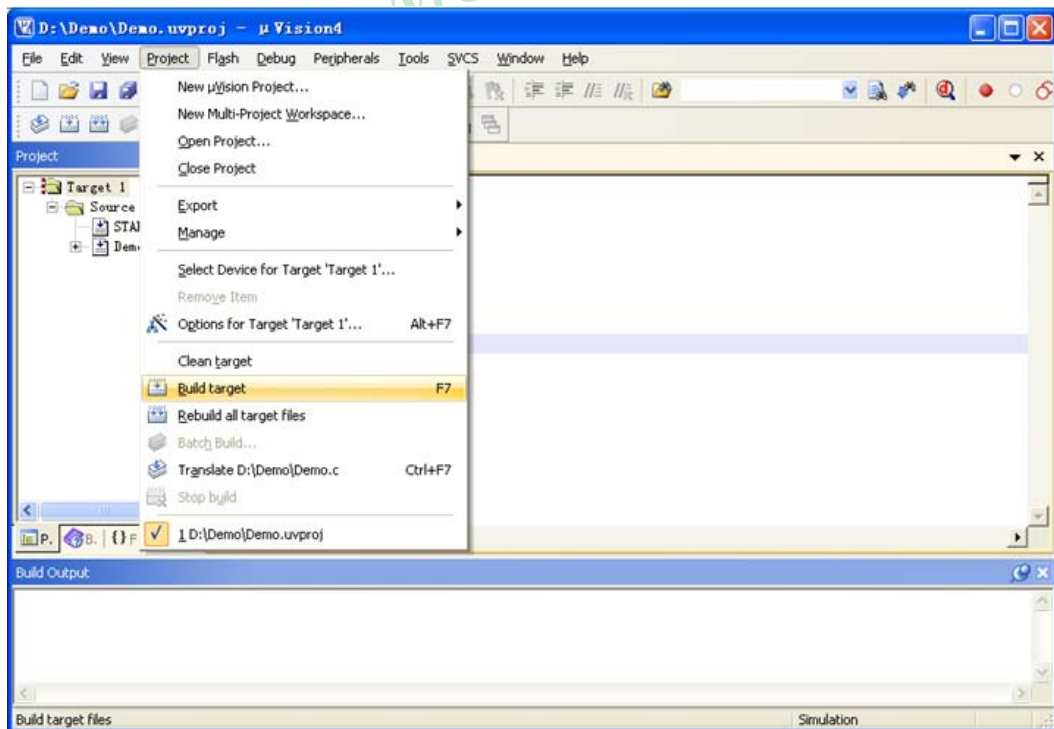 D:\Demo\Demo.uvproj - µVision4
File Edit View Project Flash Debug Peripherals Tools SVCS Window Help
New µVision Project...
New Multi-Project Workspace...
Open Project...
Close Project
Export
Manage
Select Device for Target 'Target 1'...
Remove Item
Options for Target 'Target 1'... Alt+F7
Clean target
Build target F7
Rebuild all target files
Batch Build...
Translate D:\Demo\Demo.c Ctrl+F7
Stop build
1 D:\Demo\Demo.uvproj
Project
Target 1
Source
P. B. {} F
Build Output
Build target files Simulation